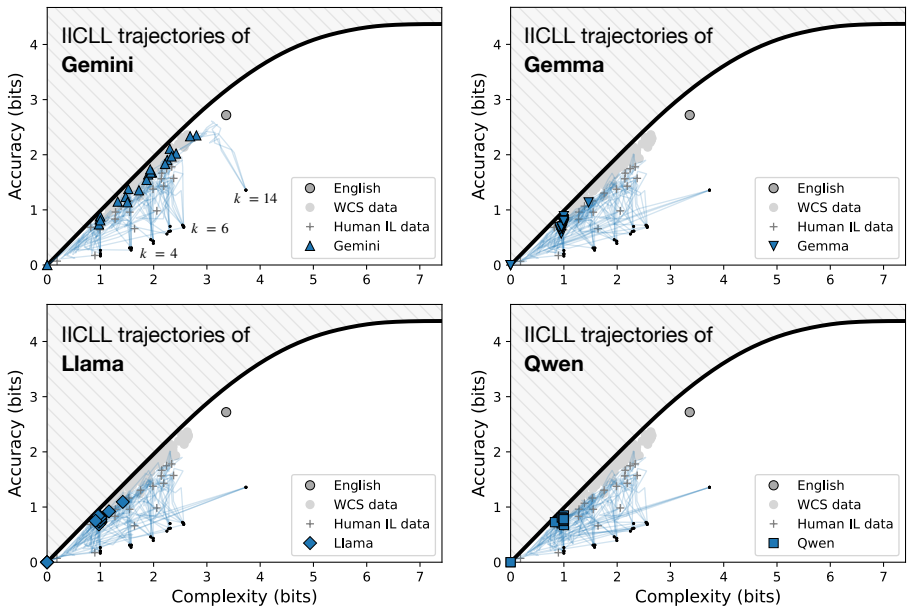 IICLL trajectories of
Gemini
Accuracy (bits)
4
3
2
1
0
k = 14
k = 6
k = 4
English
WCS data
Human IL data
Gemini
0 1 2 3 4 5 6 7
IICLL trajectories of
Gemma
Accuracy (bits)
4
3
2
1
0
English
WCS data
Human IL data
Gemma
0 1 2 3 4 5 6 7
IICLL trajectories of
Llama
Accuracy (bits)
4
3
2
1
0
English
WCS data
Human IL data
Llama
0 1 2 3 4 5 6 7
Complexity (bits)
IICLL trajectories of
Qwen
Accuracy (bits)
4
3
2
1
0
English
WCS data
Human IL data
Qwen
0 1 2 3 4 5 6 7
Complexity (bits)